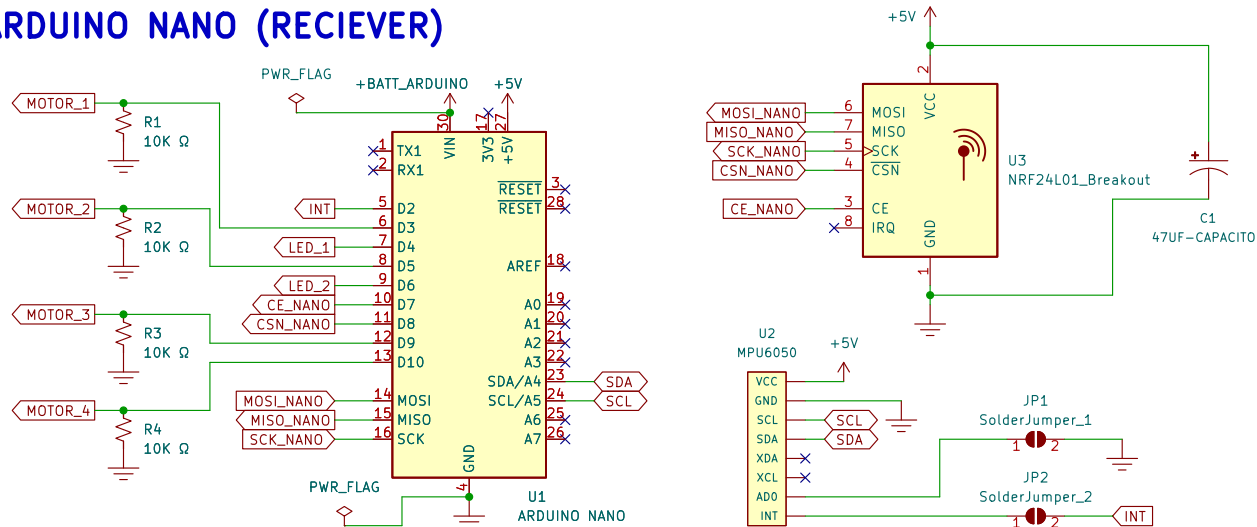 ARDUINO NANO (RECIEVER)
PWR_FLAG
+BATT_ARDUINO
+5V
MOTOR_1
R1
10K Ω
MOTOR_2
R2
10K Ω
MOTOR_3
R3
10K Ω
MOTOR_4
R4
10K Ω
30
17
27
VIN
3V3
+5V
1 TX1
2 RX1
RESET 3
RESET 28
INT 5 D2
6 D3
LED_1 7 D4
8 D5
AREF 18
LED_2 9 D6
CE_NANO 10 D7
A0 19
CSN_NANO 11 D8
A1 20
12 D9
A2 21
13 D10
A3 22
SDA/A4 23 SDA
MOSI_NANO 14 MOSI
SCL/A5 24 SCL
MISO_NANO 15 MISO
A6 25
SCK_NANO 16 SCK
A7 26
GND
4
PWR_FLAG
U1
ARDUINO NANO
+5V
2
VCC
MOSI_NANO 6 MOSI
MISO_NANO 7 MISO
SCK_NANO 5 SCK
CSN_NANO 4 CSN
CE_NANO 3 CE
8 IRQ
GND
1
U3
NRF24L01_Breakout
+
C1
47UF-CAPACITO
U2
MPU6050
+5V
VCC
GND
SCL SCL
SDA SDA
XDA
XCL
AD0
INT
JP1
SolderJumper_1
1 2
JP2
SolderJumper_2
1 2
INT